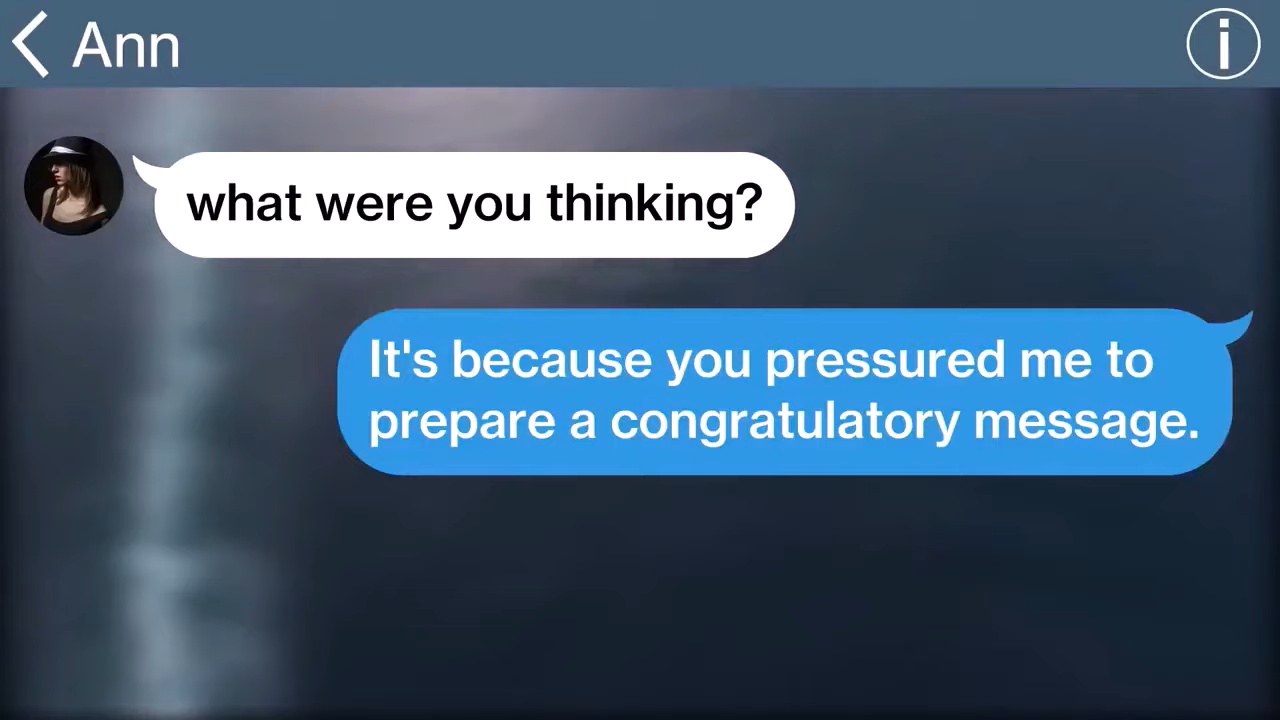 Ann
what were you thinking?
It's because you pressured me to
prepare a congratulatory message.